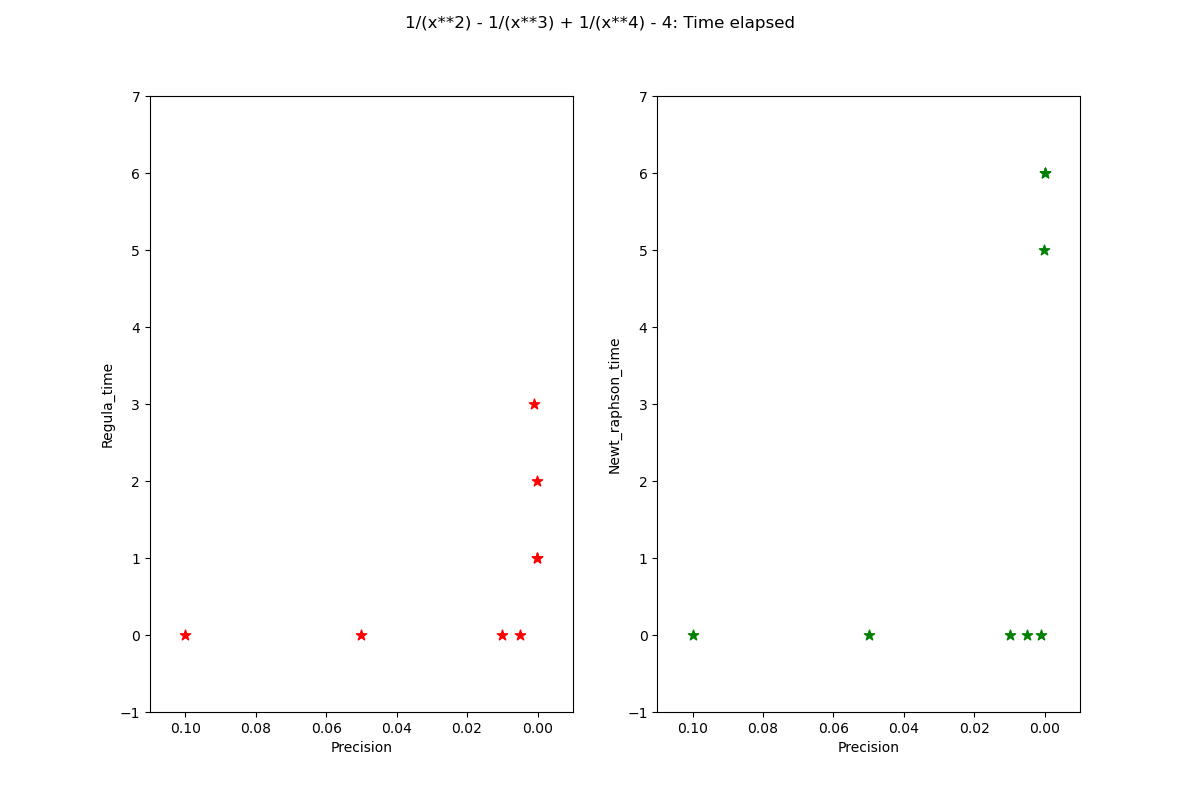 1/(x**2) - 1/(x**3) + 1/(x**4) - 4: Time elapsed
Regula_time
7
6
5
4
3
2
1
0
−1
0.10 0.08 0.06 0.04 0.02 0.00
Precision
Newt_raphson_time
7
6
5
4
3
2
1
0
−1
0.10 0.08 0.06 0.04 0.02 0.00
Precision